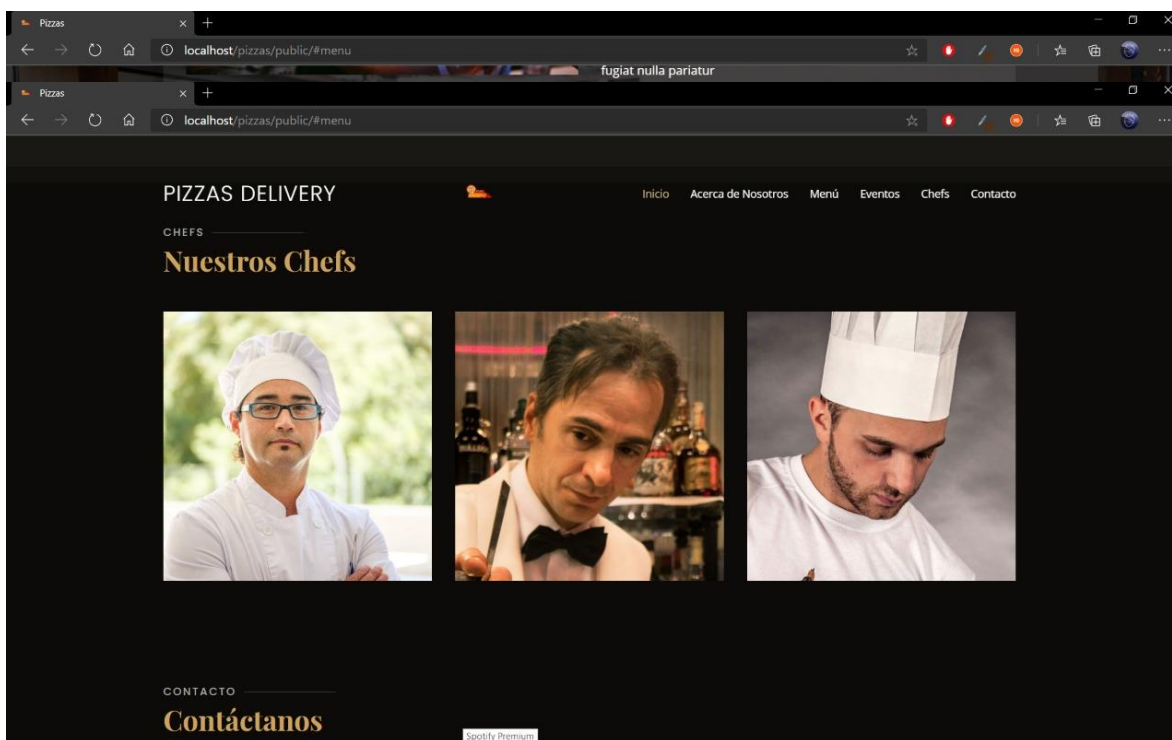 Pizzas
localhost/pizzas/public/#menu
fugiat nulla pariatur
Pizzas
localhost/pizzas/public/#menu
PIZZAS DELIVERY
Inicio Acerca de Nosotros Menú Eventos Chefs Contacto
CHEFS
Nuestros Chefs
CONTACTO
Contáctanos
Spotify Premium